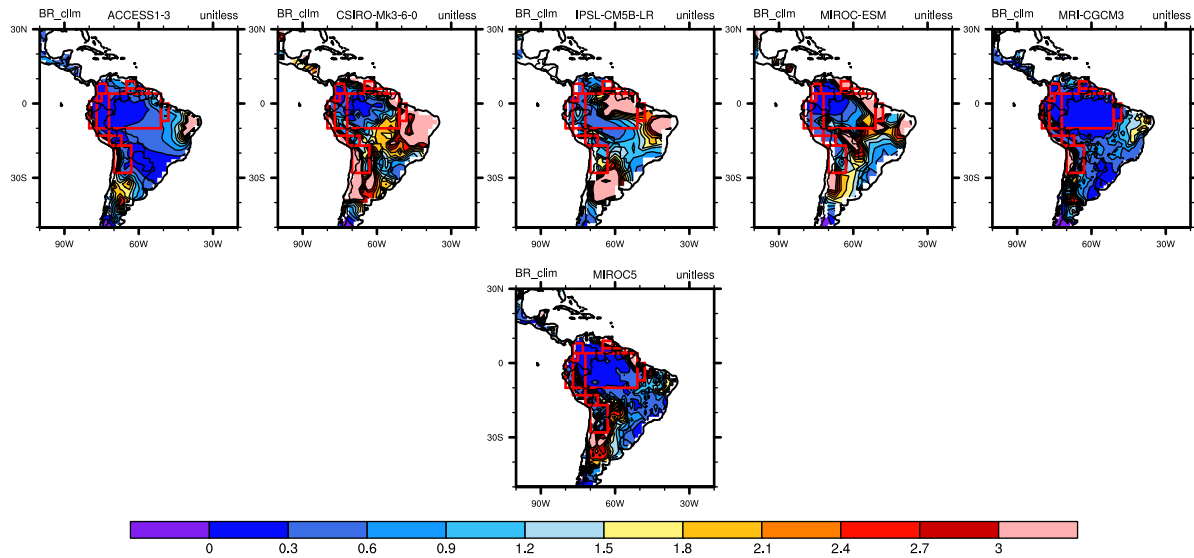 BR_clim ACCESS1-3 unitless
BR_clim CSIRO-Mk3-6-0 unitless
BR_clim IPSL-CM5B-LR unitless
BR_clim MIROC-ESM unitless
BR_clim MRI-CGCM3 unitless
30N
0
30S
90W 60W 30W
30N
0
30S
90W 60W 30W
30N
0
30S
90W 60W 30W
30N
0
30S
90W 60W 30W
30N
0
30S
90W 60W 30W
BR_clim MIROC5 unitless
30N
0
30S
90W 60W 30W
0 0.3 0.6 0.9 1.2 1.5 1.8 2.1 2.4 2.7 3